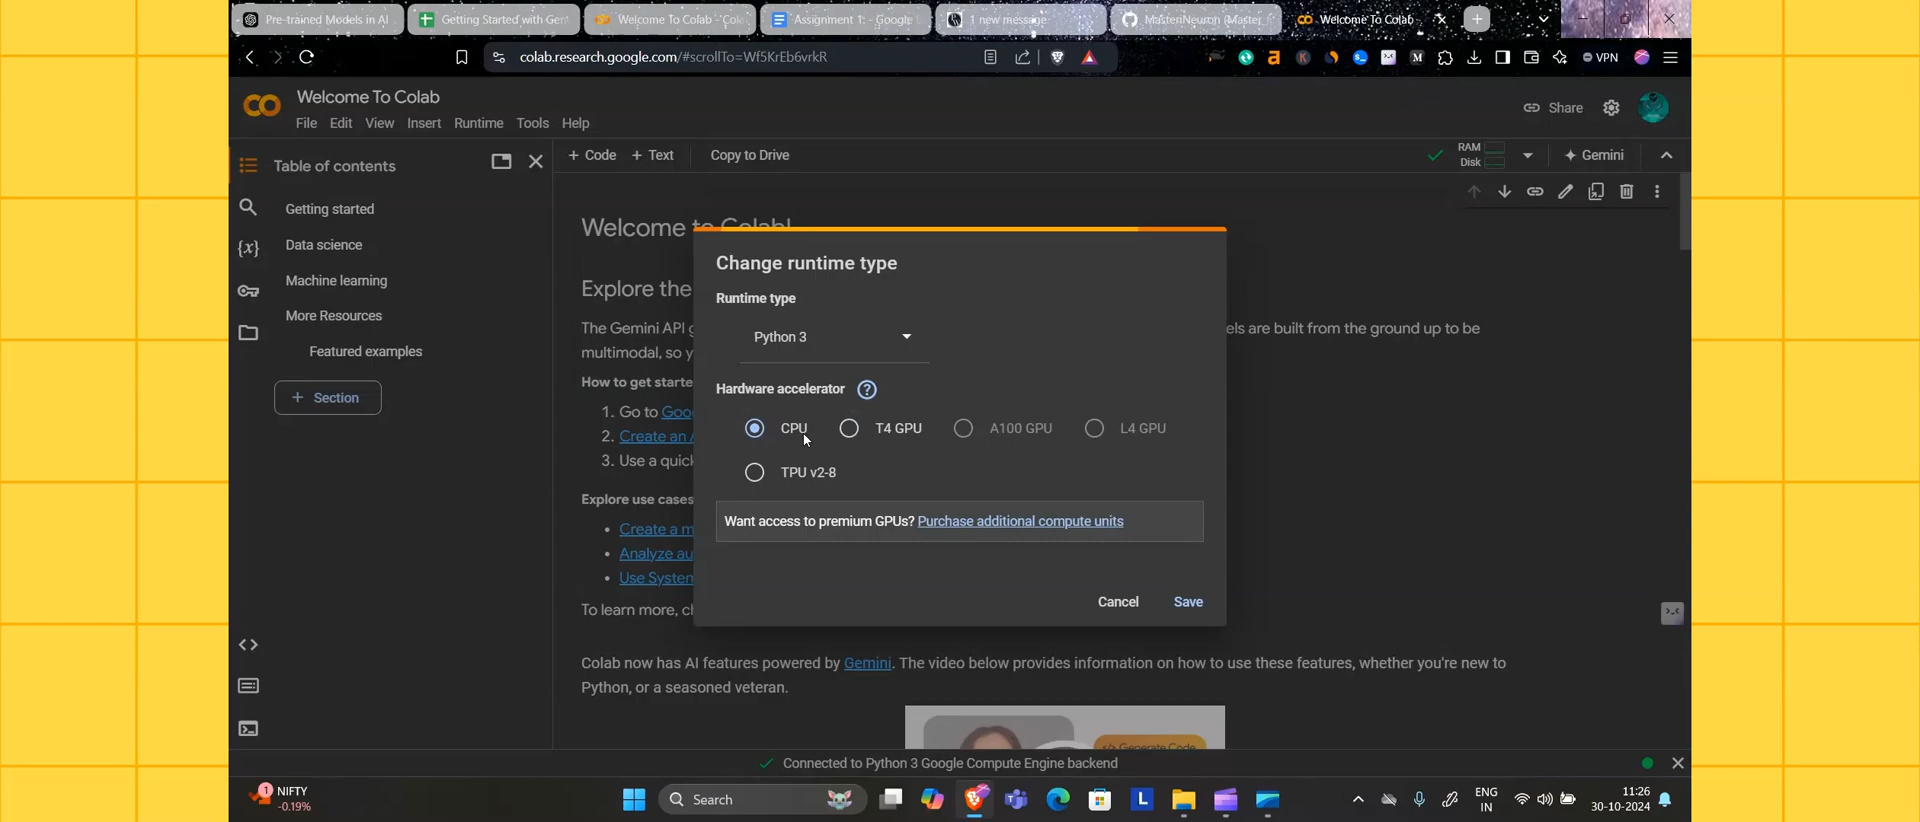 Pre-trained Models in AI
Getting Started with Gem
Welcome To Colab - Col
Assignment 1: - Google
1 new message
MasterNeuron (Master_
Welcome To Colab
colab.research.google.com/#scrollTo=Wf5KrEb6vrkR
VPN
Welcome To Colab
File Edit View Insert Runtime Tools Help
Share
Table of contents
+ Code + Text Copy to Drive
RAM
Disk
Gemini
Getting started
Data science
Machine learning
More Resources
Featured examples
+ Section
Welcome to Colab!
Explore the
The Gemini API g
els are built from the ground up to be
multimodal, so y
How to get starte
1. Go to Goo
2. Create an A
3. Use a quick
Explore use cases
Create a m
Analyze au
Use System
To learn more, ch
Change runtime type
Runtime type
Python 3
Hardware accelerator ?
CPU T4 GPU A100 GPU L4 GPU
TPU v2-8
Want access to premium GPUs? Purchase additional compute units
Cancel Save
Colab now has AI features powered by Gemini. The video below provides information on how to use these features, whether you're new to
Python, or a seasoned veteran.
Generate Code
Connected to Python 3 Google Compute Engine backend
1
NIFTY
-0.19%
Search
L
ENG
IN
11:26
30-10-2024